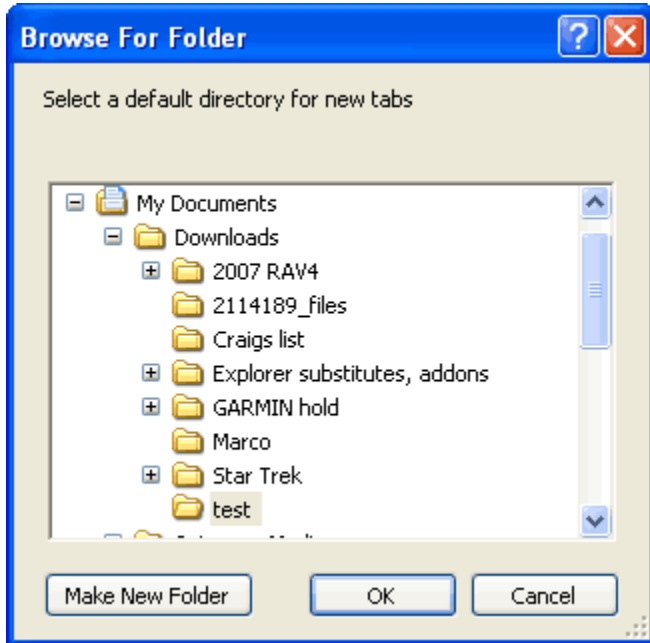 Browse For Folder
Select a default directory for new tabs
My Documents
Downloads
2007 RAV4
2114189_files
Craigs list
Explorer substitutes, addons
GARMIN hold
Marco
Star Trek
test
Make New Folder OK Cancel